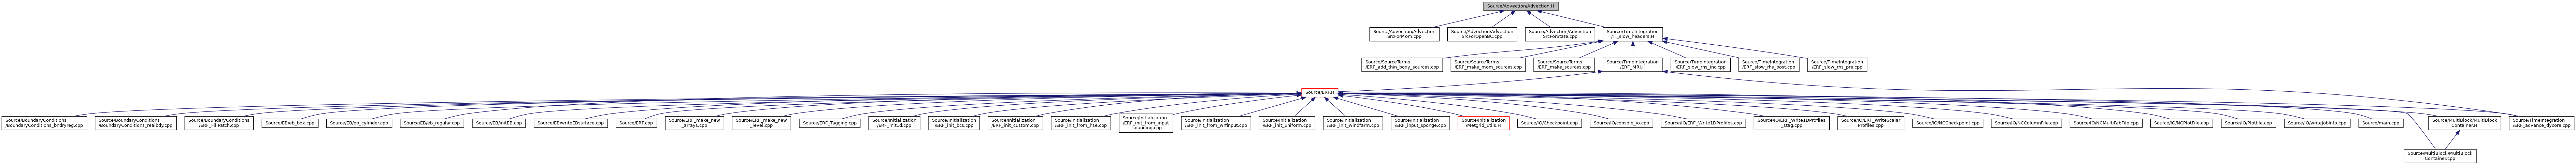 Source/Advection/Advection.H
Source/Advection/Advection
SrcForMom.cpp
Source/Advection/Advection
SrcForOpenBC.cpp
Source/Advection/Advection
SrcForState.cpp
Source/TimeIntegration
/TI_slow_headers.H
Source/SourceTerms
/ERF_add_thin_body_sources.cpp
Source/SourceTerms
/ERF_make_mom_sources.cpp
Source/SourceTerms
/ERF_make_sources.cpp
Source/TimeIntegration
/ERF_MRI.H
Source/TimeIntegration
/ERF_slow_rhs_inc.cpp
Source/TimeIntegration
/ERF_slow_rhs_post.cpp
Source/TimeIntegration
/ERF_slow_rhs_pre.cpp
Source/ERF.H
Source/BoundaryConditions
/BoundaryConditions_bndryreg.cpp
Source/BoundaryConditions
/BoundaryConditions_realbdy.cpp
Source/BoundaryConditions
/ERF_FillPatch.cpp
Source/EB/eb_box.cpp
Source/EB/eb_cylinder.cpp
Source/EB/eb_regular.cpp
Source/EB/initEB.cpp
Source/EB/writeEBsurface.cpp
Source/ERF.cpp
Source/ERF_make_new
_arrays.cpp
Source/ERF_make_new
_level.cpp
Source/ERF_Tagging.cpp
Source/Initialization
/ERF_init1d.cpp
Source/Initialization
/ERF_init_bcs.cpp
Source/Initialization
/ERF_init_custom.cpp
Source/Initialization
/ERF_init_from_hse.cpp
Source/Initialization
/ERF_init_from_input
_sounding.cpp
Source/Initialization
/ERF_init_from_wrfinput.cpp
Source/Initialization
/ERF_init_uniform.cpp
Source/Initialization
/ERF_init_windfarm.cpp
Source/Initialization
/ERF_input_sponge.cpp
Source/Initialization
/Metgrid_utils.H
Source/IO/Checkpoint.cpp
Source/IO/console_io.cpp
Source/IO/ERF_Write1DProfiles.cpp
Source/IO/ERF_Write1DProfiles
_stag.cpp
Source/IO/ERF_WriteScalar
Profiles.cpp
Source/IO/NCCheckpoint.cpp
Source/IO/NCColumnFile.cpp
Source/IO/NCMultiFabFile.cpp
Source/IO/NCPlotFile.cpp
Source/IO/Plotfile.cpp
Source/IO/writeJobInfo.cpp
Source/main.cpp
Source/MultiBlock/MultiBlock
Container.H
Source/TimeIntegration
/ERF_advance_dycore.cpp
Source/MultiBlock/MultiBlock
Container.cpp